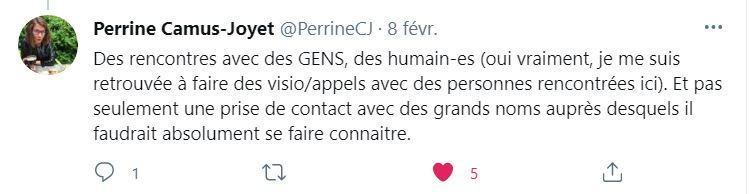 Perrine Camus-Joyet @PerrineCJ · 8 févr.
Des rencontres avec des GENS, des humain-es (oui vraiment, je me suis
retrouvée à faire des visio/appels avec des personnes rencontrées ici). Et pas
seulement une prise de contact avec des grands noms auprès desquels il
faudrait absolument se faire connaitre.
1 5